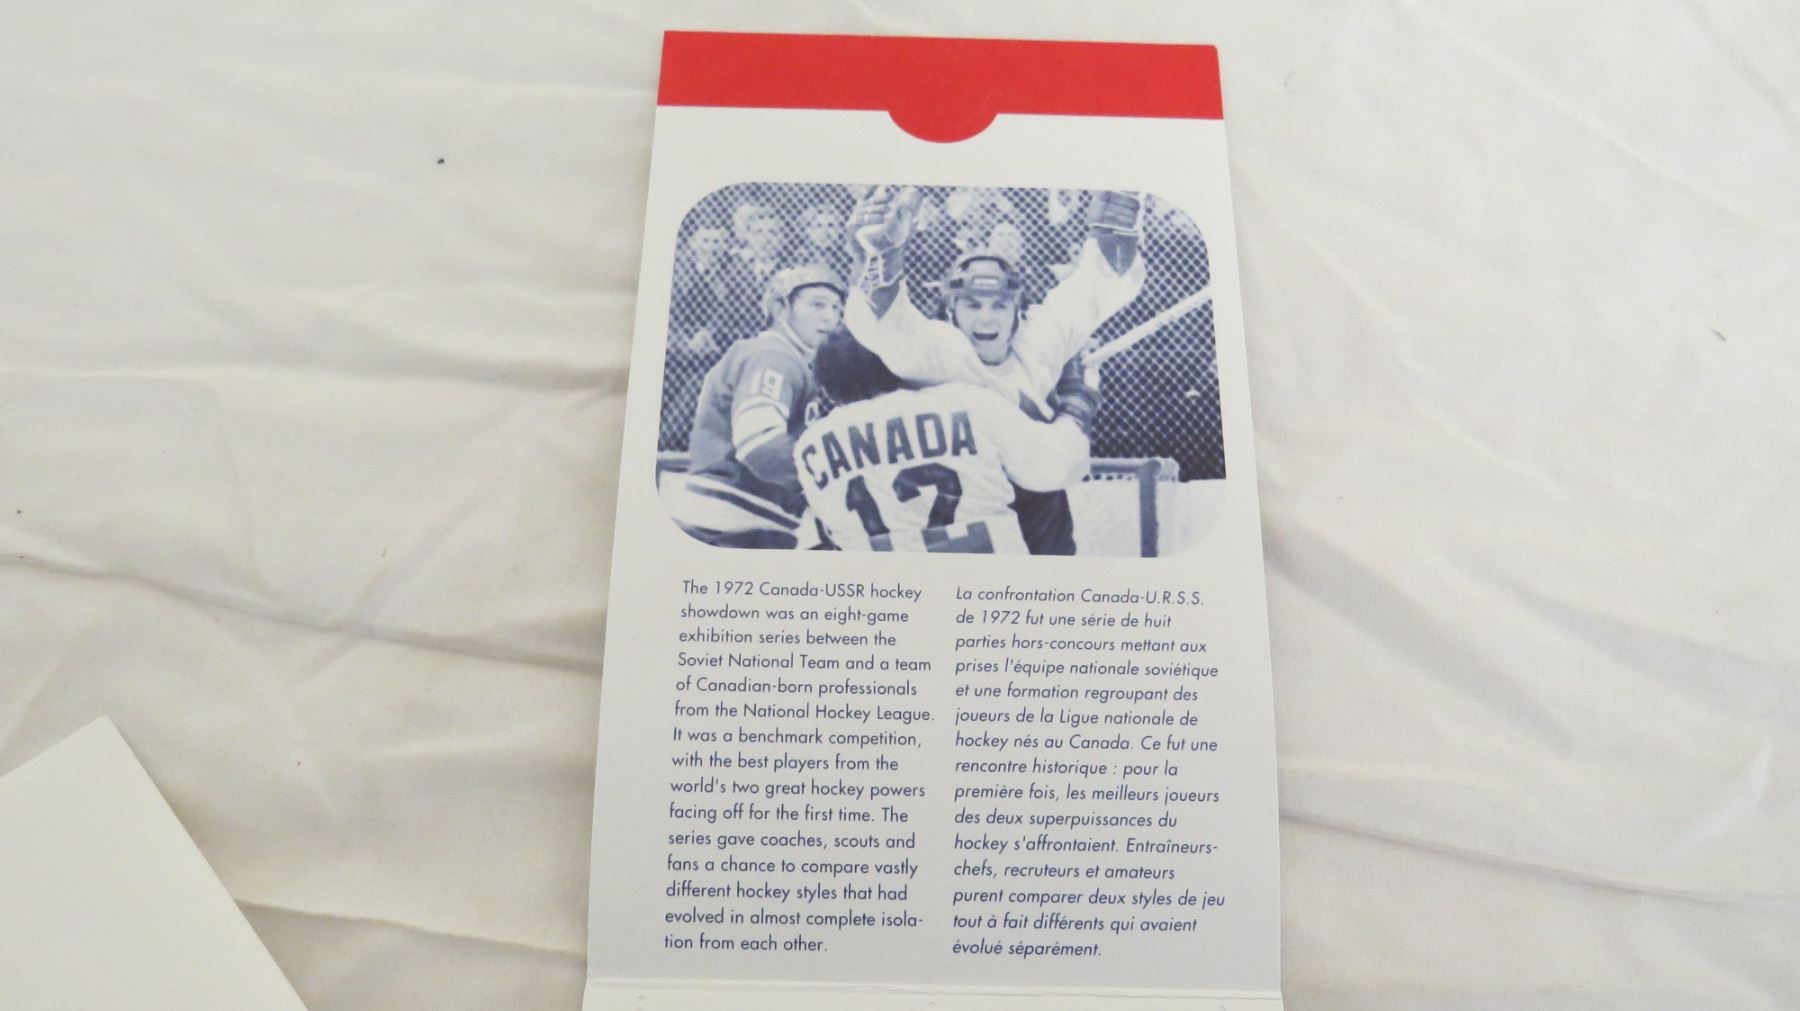 19
CANADA
12
The 1972 Canada-USSR hockey
showdown was an eight-game
exhibition series between the
Soviet National Team and a team
of Canadian-born professionals
from the National Hockey League.
It was a benchmark competition,
with the best players from the
world's two great hockey powers
facing off for the first time. The
series gave coaches, scouts and
fans a chance to compare vastly
different hockey styles that had
evolved in almost complete isola-
tion from each other.
La confrontation Canada-U.R.S.S.
de 1972 fut une série de huit
parties hors-concours mettant aux
prises l'équipe nationale soviétique
et une formation regroupant des
joueurs de la Ligue nationale de
hockey nés au Canada. Ce fut une
rencontre historique : pour la
première fois, les meilleurs joueurs
des deux superpuissances du
hockey s'affrontaient. Entraîneurs-
chefs, recruteurs et amateurs
purent comparer deux styles de jeu
tout à fait différents qui avaient
évolué séparément.